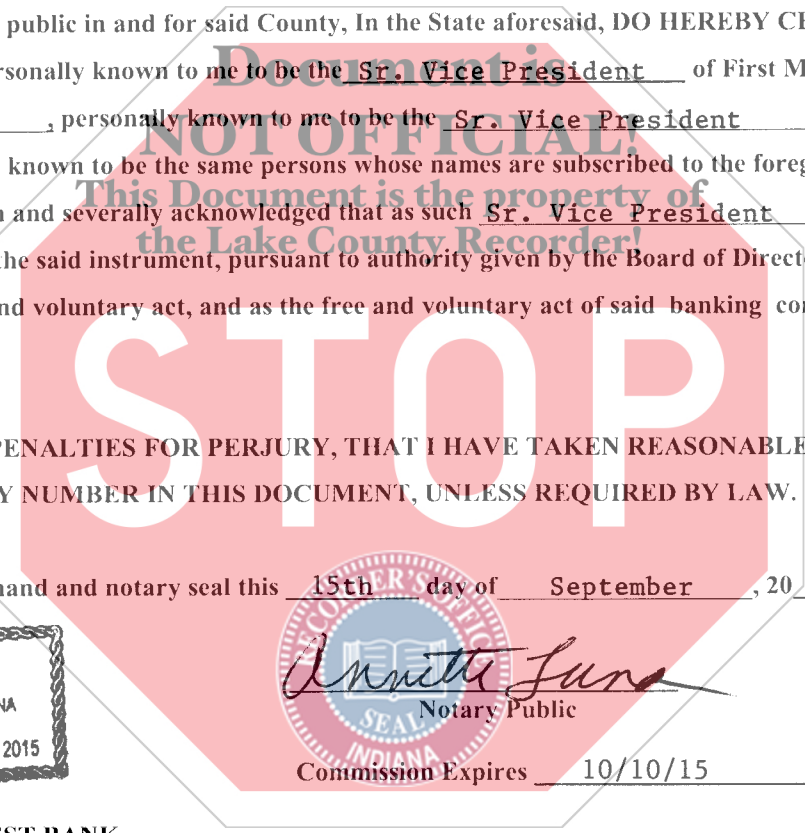 public in and for said County, In the State aforesaid, DO HEREBY CE
Document is
rsonally known to me to be the Sr. Vice President of First M
NOT OFFICIAL!
, personally known to me to be the Sr. Vice President
known to be the same persons whose names are subscribed to the foreg
This Document is the property of
n and severally acknowledged that as such Sr. Vice President
the Lake County Recorder!
the said instrument, pursuant to authority given by the Board of Directo
nd voluntary act, and as the free and voluntary act of said banking cor
STOP
PENALTIES FOR PERJURY, THAT I HAVE TAKEN REASONABLE
Y NUMBER IN THIS DOCUMENT, UNLESS REQUIRED BY LAW.
hand and notary seal this 15th day of September, 20
RECORDER'S OFFICE
Annette Luna
NA
Notary Public
SEAL
2015
INDIANA
Commission Expires 10/10/15
EST BANK